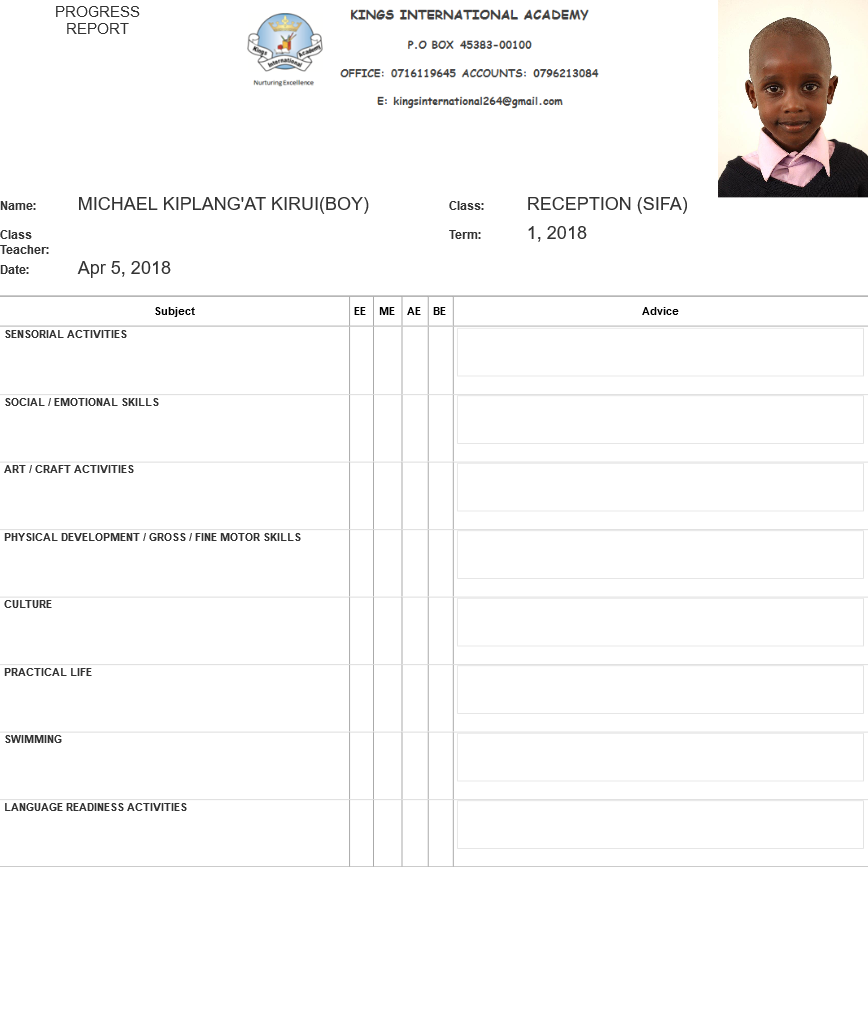 PROGRESS
REPORT
Kings Academy
International
Nurturing Excellence
KINGS INTERNATIONAL ACADEMY
P.O BOX 45383-00100
OFFICE: 0716119645 ACCOUNTS: 0796213084
E: kingsinternational264@gmail.com
Name: MICHAEL KIPLANG'AT KIRUI(BOY) Class: RECEPTION (SIFA)
Class
Teacher:
Term: 1, 2018
Date: Apr 5, 2018
Subject EE ME AE BE Advice
SENSORIAL ACTIVITIES
SOCIAL / EMOTIONAL SKILLS
ART / CRAFT ACTIVITIES
PHYSICAL DEVELOPMENT / GROSS / FINE MOTOR SKILLS
CULTURE
PRACTICAL LIFE
SWIMMING
LANGUAGE READINESS ACTIVITIES